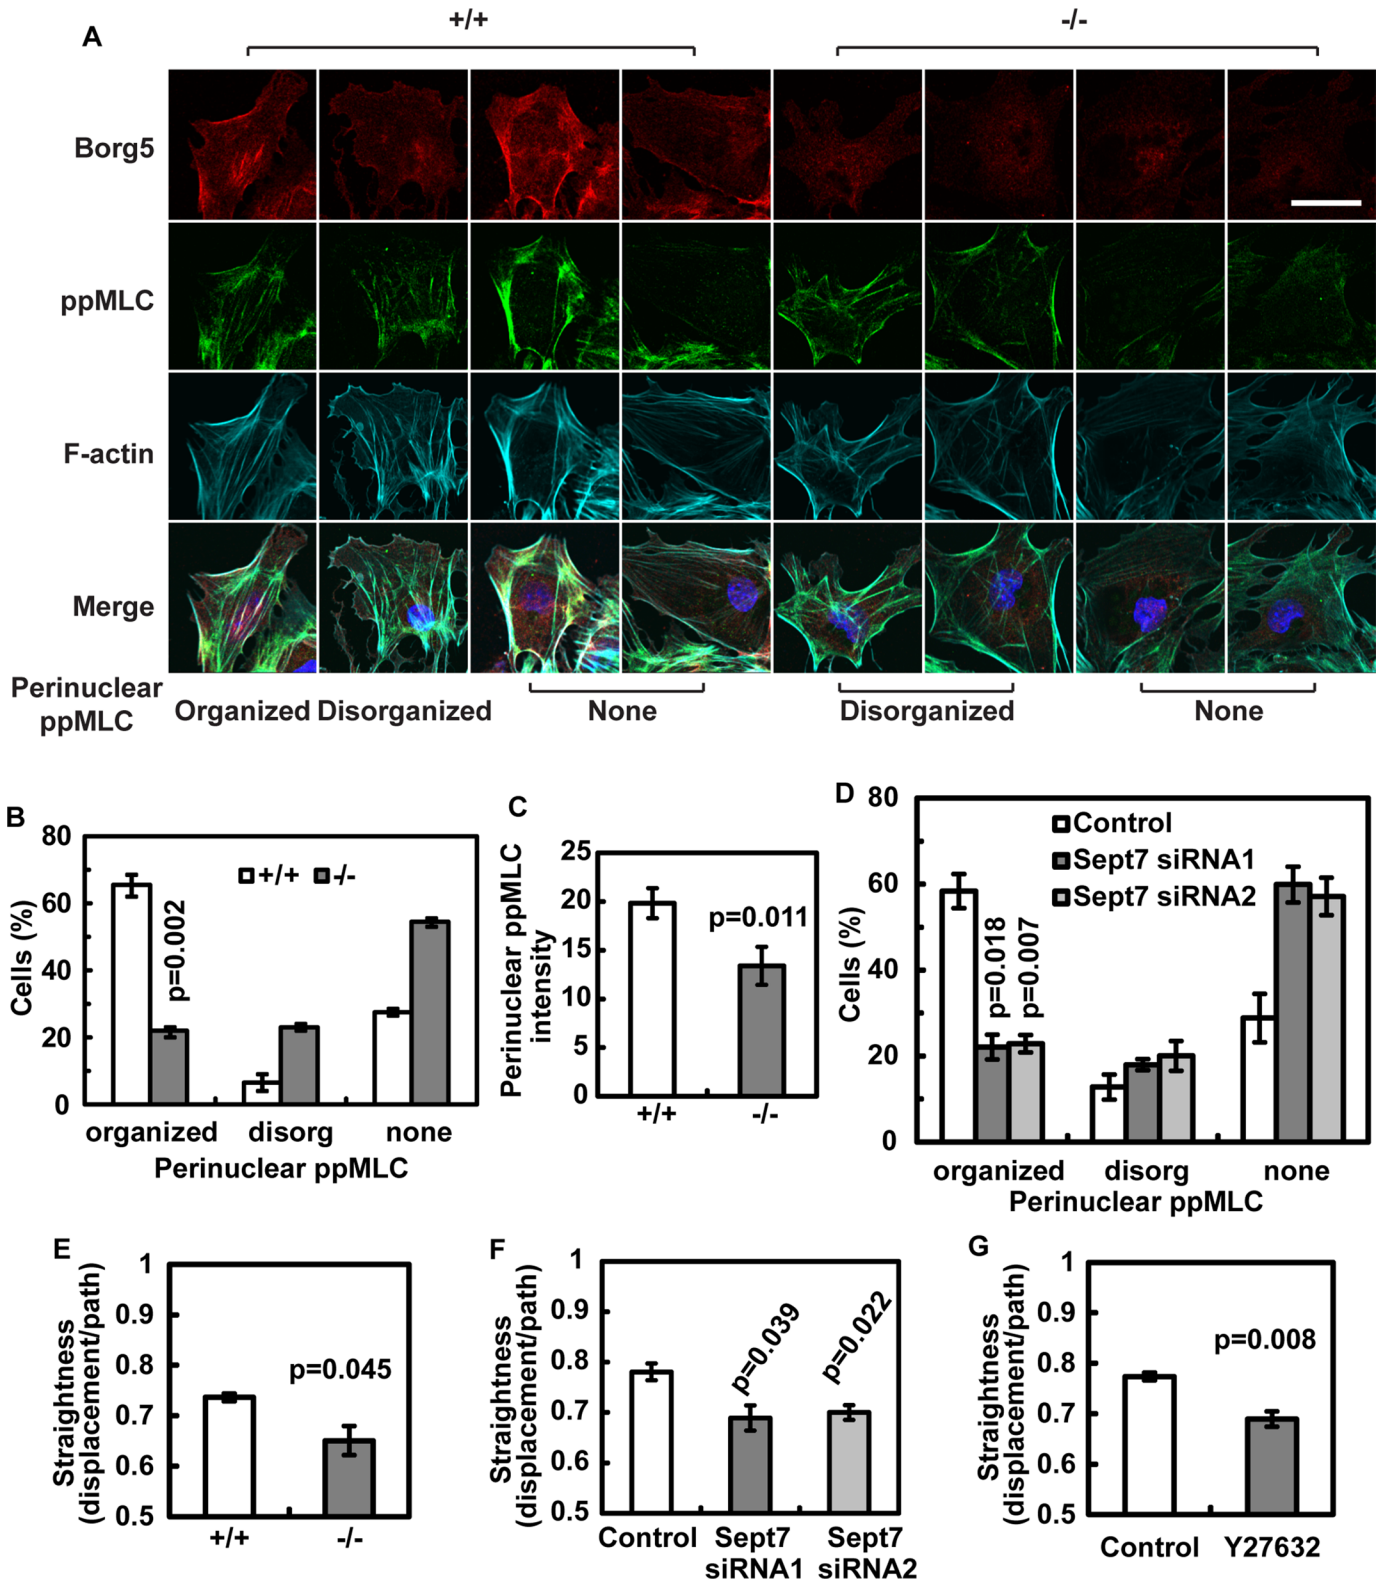 A
+/+
-/-
Borg5
ppMLC
F-actin
Merge
Perinuclear
ppMLC
Organized
Disorganized
None
Disorganized
None
B
80
60
40
20
0
Cells (%)
+/+
-/-
p=0.002
organized
disorg
none
Perinuclear ppMLC
C
25
20
15
10
5
0
Perinuclear ppMLC
intensity
p=0.011
+/+
-/-
D
80
60
40
20
0
Cells (%)
Control
Sept7 siRNA1
Sept7 siRNA2
p=0.018
p=0.007
organized
disorg
none
Perinuclear ppMLC
E
1
0.9
0.8
0.7
0.6
0.5
Straightness
(displacement/path)
p=0.045
+/+
-/-
F
1
0.9
0.8
0.7
0.6
0.5
Straightness
(displacement/path)
p=0.039
p=0.022
Control
Sept7
siRNA1
Sept7
siRNA2
G
1
0.9
0.8
0.7
0.6
0.5
Straightness
(displacement/path)
p=0.008
Control
Y27632